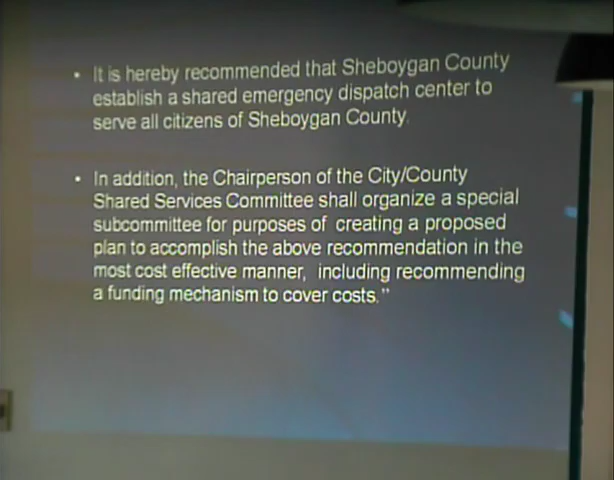 • It is hereby recommended that Sheboygan County
establish a shared emergency dispatch center to
serve all citizens of Sheboygan County.
• In addition, the Chairperson of the City/County
Shared Services Committee shall organize a special
subcommittee for purposes of creating a proposed
plan to accomplish the above recommendation in the
most cost effective manner, including recommending
a funding mechanism to cover costs."